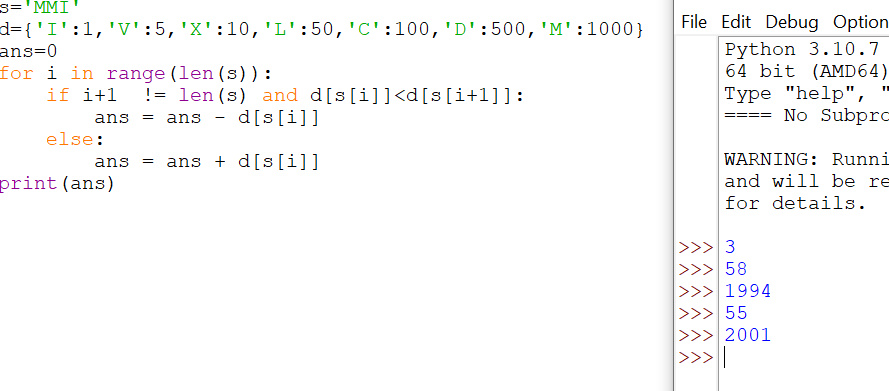 s='MMI'
d={'I':1,'V':5,'X':10,'L':50,'C':100,'D':500,'M':1000}
ans=0
for i in range(len(s)):
    if i+1  != len(s) and d[s[i]]<d[s[i+1]]:
        ans = ans - d[s[i]]
    else:
        ans = ans + d[s[i]]
print(ans)
File Edit Debug Option
Python 3.10.7
64 bit (AMD64)
Type "help", "
==== No Subpro
WARNING: Runni
and will be re
for details.
>>> 3
>>> 58
>>> 1994
>>> 55
>>> 2001
>>>